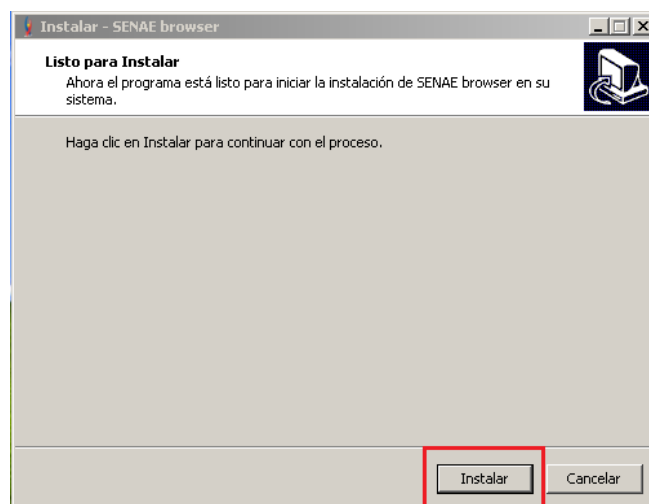 Instalar - SENAE browser
Listo para Instalar
Ahora el programa está listo para iniciar la instalación de SENAE browser en su
sistema.
Haga clic en Instalar para continuar con el proceso.
Instalar
Cancelar